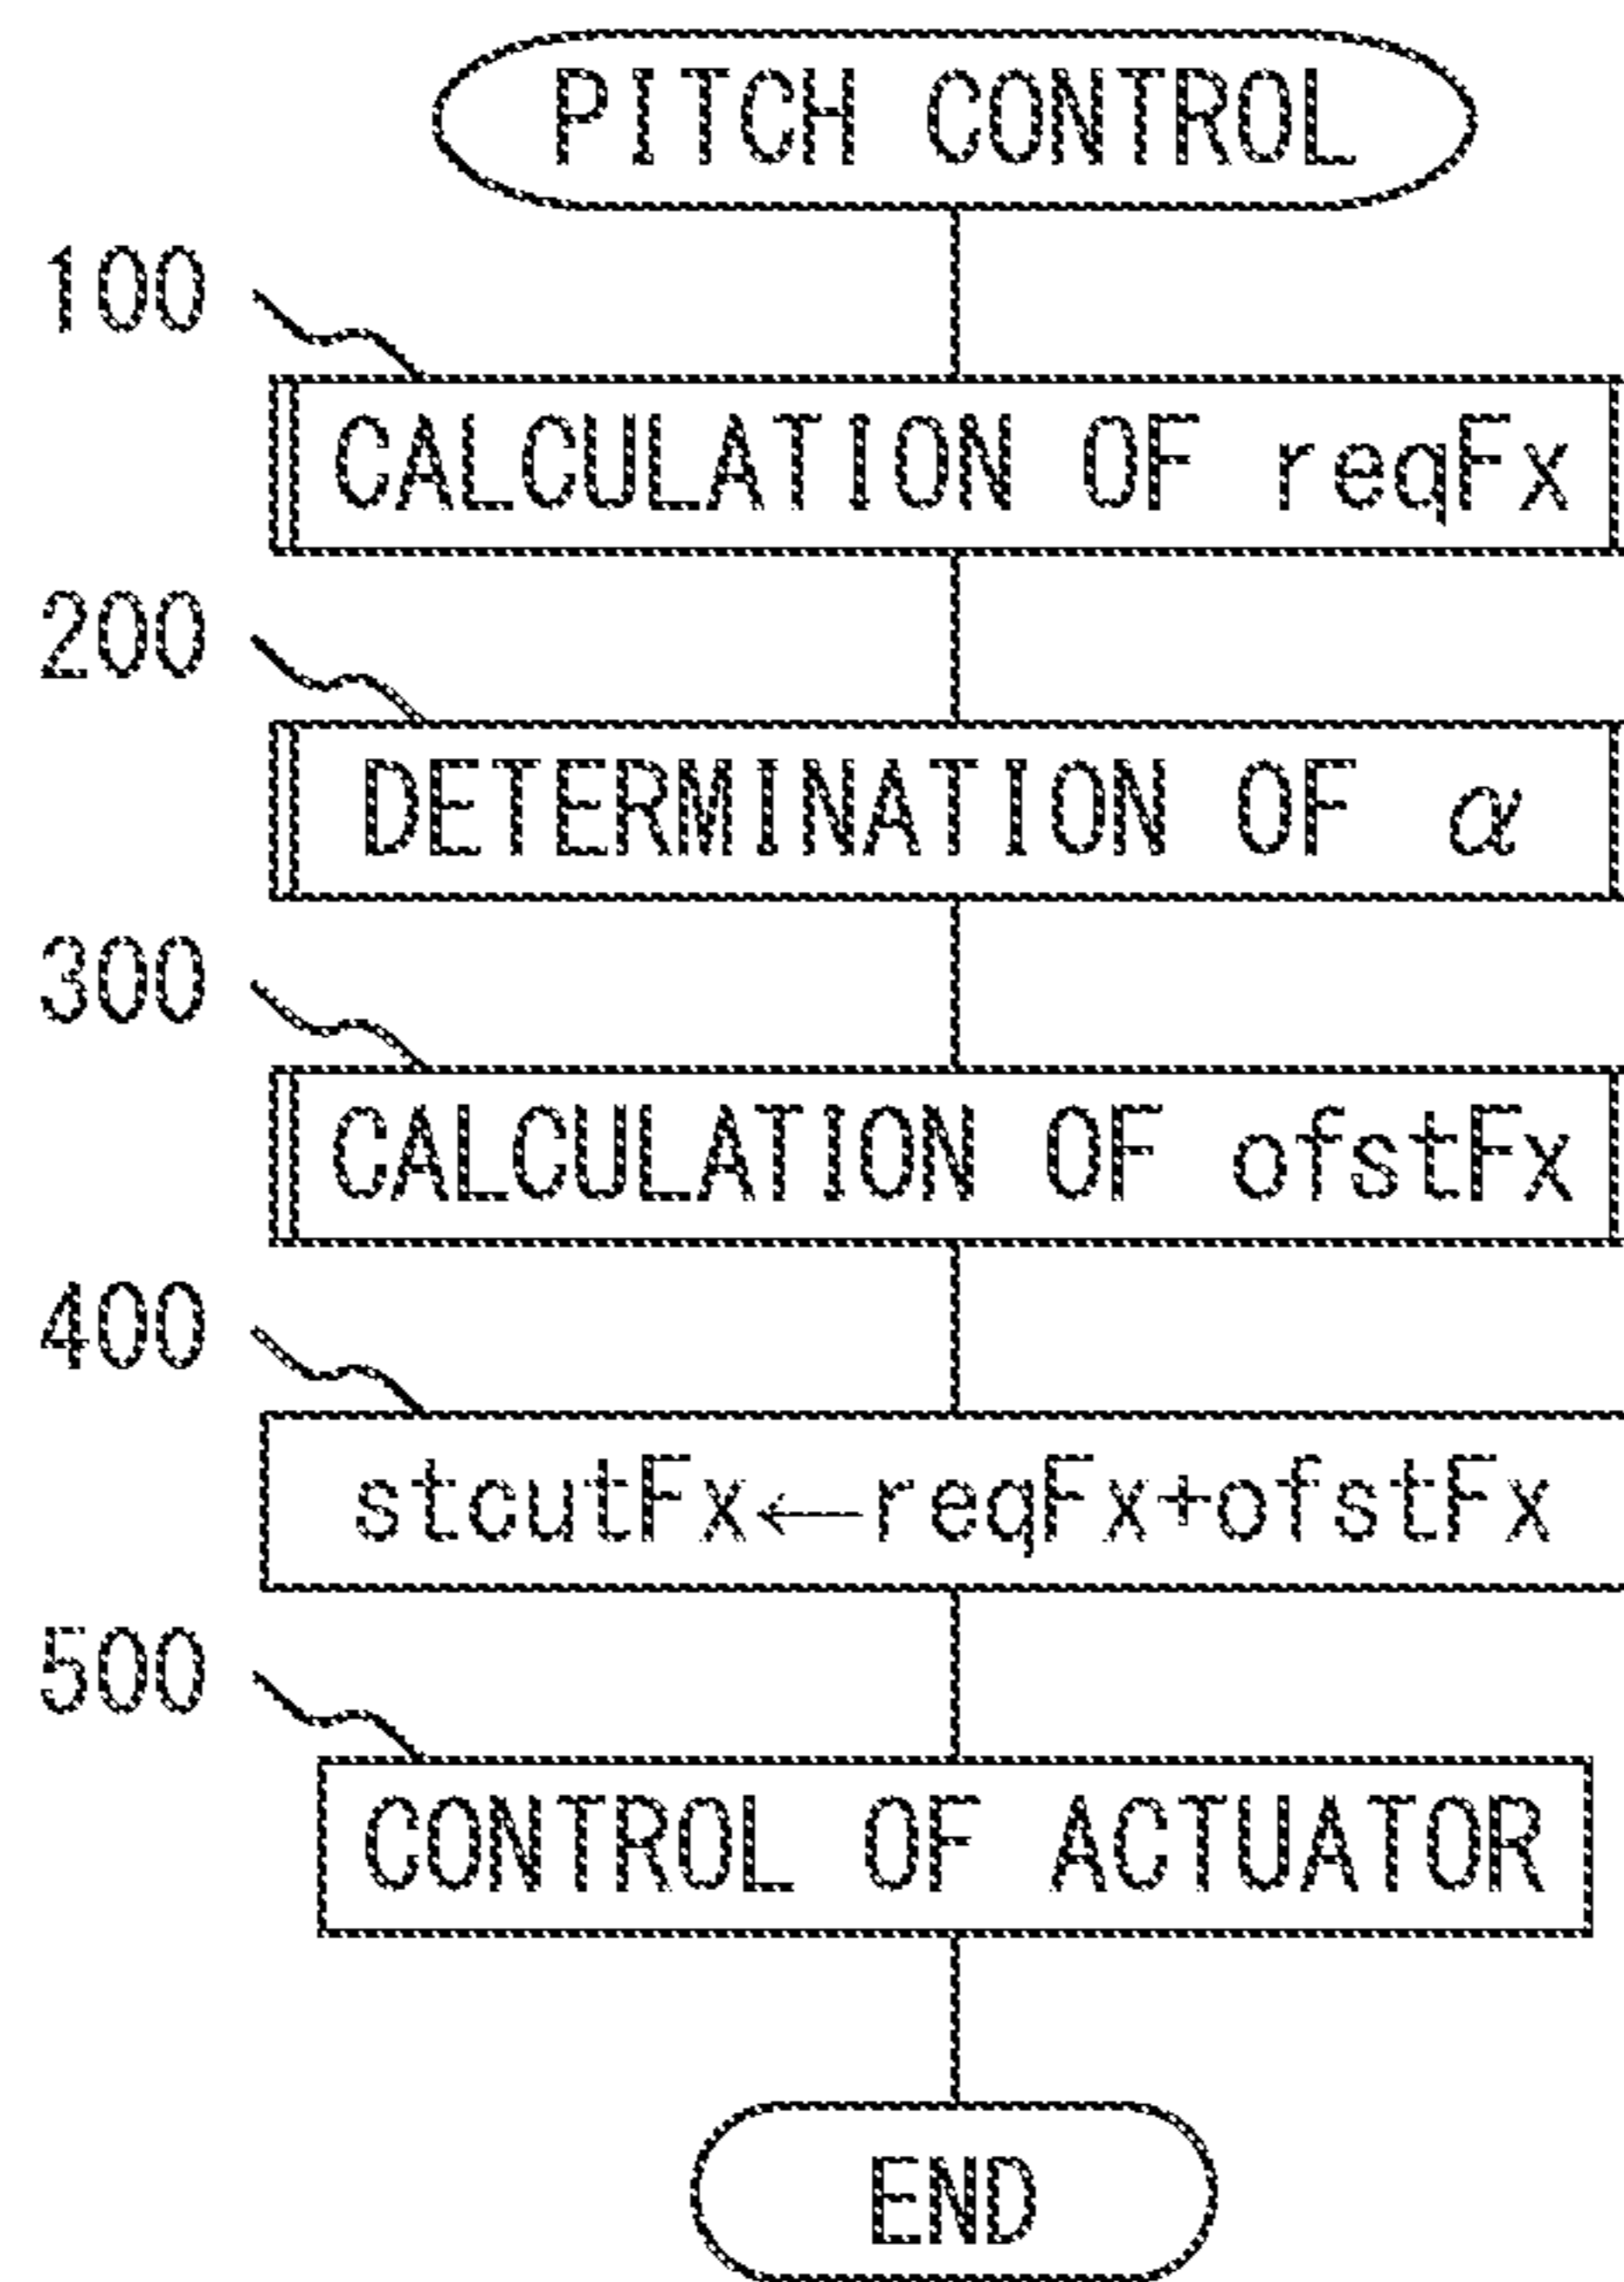 PITCH CONTROL
100
CALCULATION OF reqFx
200
DETERMINATION OF α
300
CALCULATION OF ofstFx
400
stcutFx←reqFx+ofstFx
500
CONTROL OF ACTUATOR
END